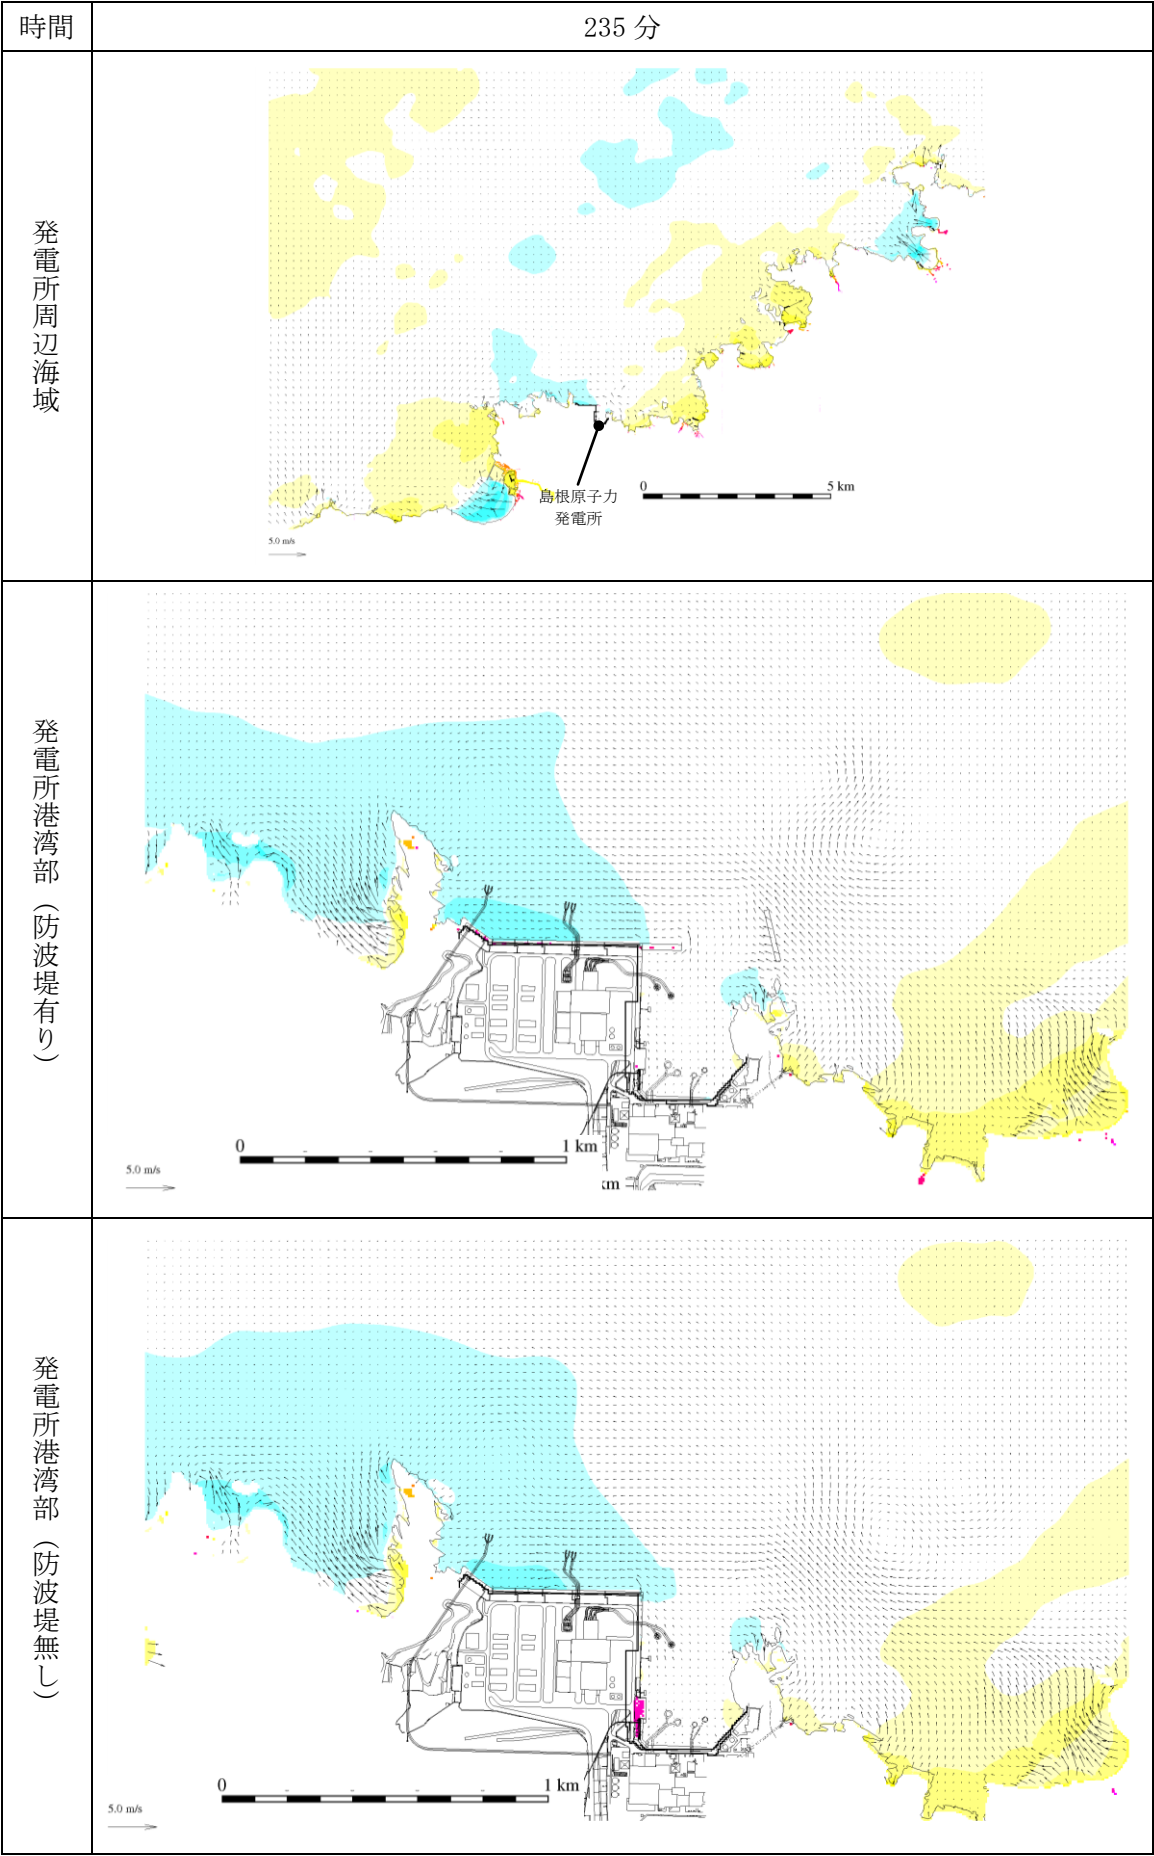 時間
235 分
発電所周辺海域
島根原子力
発電所
0
5 km
5.0 m/s
発電所港湾部（防波堤有り）
0
1 km
5.0 m/s
km
発電所港湾部（防波堤無し）
0
1 km
5.0 m/s